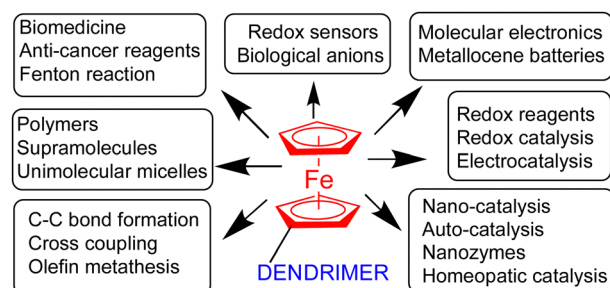 Biomedicine
Anti-cancer reagents
Fenton reaction
Redox sensors
Biological anions
Molecular electronics
Metallocene batteries
Polymers
Supramolecules
Unimolecular micelles
Redox reagents
Redox catalysis
Electrocatalysis
Fe
C-C bond formation
Cross coupling
Olefin metathesis
Nano-catalysis
Auto-catalysis
Nanozymes
Homeopatic catalysis
DENDRIMER